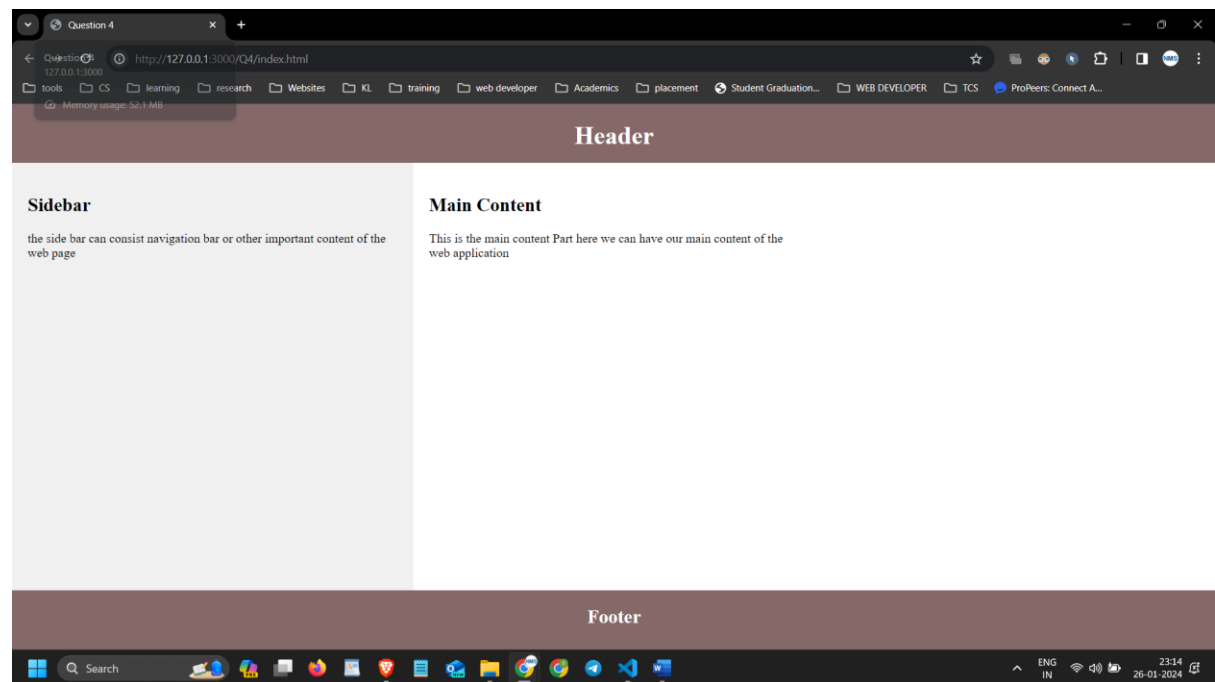 Question 4
Question 4
127.0.0.1:3000
http://127.0.0.1:3000/Q4/index.html
NMS
tools CS learning research Websites KL training web developer Academics placement Student Graduation... WEB DEVELOPER TCS ProPeers: Connect A...
Memory usage: 52.1 MB
Header
Sidebar
the side bar can consist navigation bar or other important content of the
web page
Main Content
This is the main content Part here we can have our main content of the
web application
Footer
Search
ENG
IN
23:14
26-01-2024